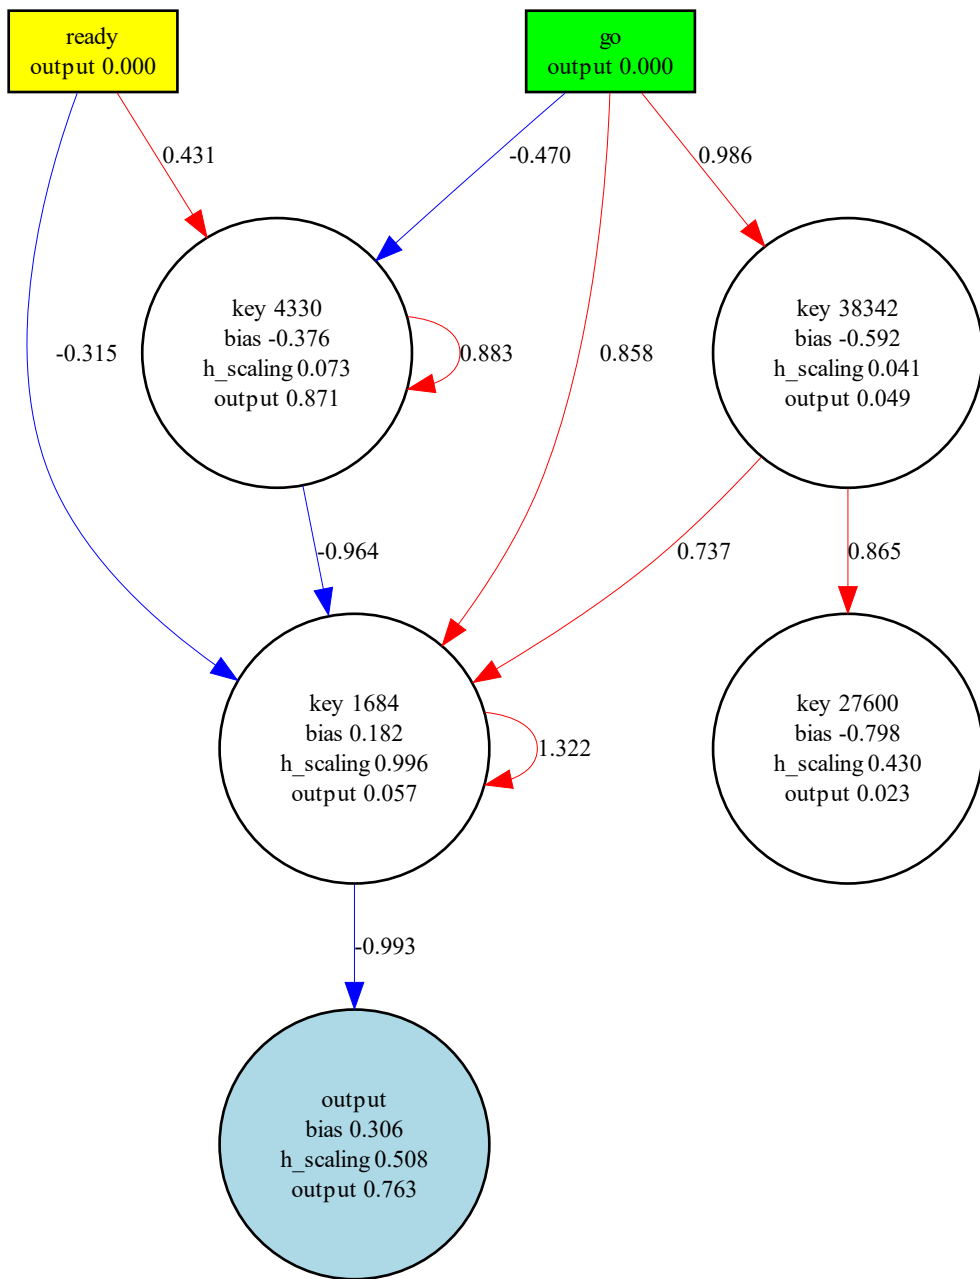 ready
output 0.000
go
output 0.000
0.431
-0.470
0.986
key 4330
bias -0.376
h_scaling 0.073
output 0.871
key 38342
bias -0.592
h_scaling 0.041
output 0.049
-0.315
0.883
0.858
-0.964
0.737
0.865
key 1684
bias 0.182
h_scaling 0.996
output 0.057
1.322
key 27600
bias -0.798
h_scaling 0.430
output 0.023
-0.993
output
bias 0.306
h_scaling 0.508
output 0.763